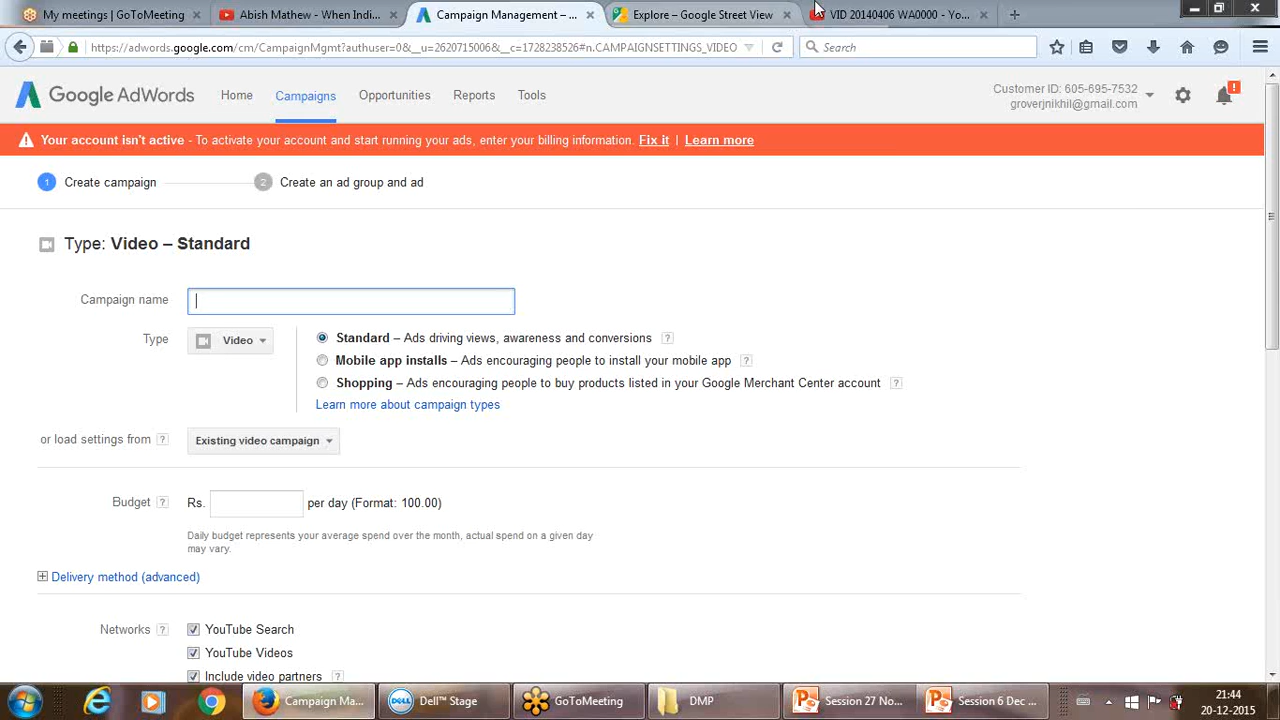 My meetings | GoToMeeting
Abish Mathew - When Indi...
Campaign Management – ...
Explore – Google Street View
VID 20140406 WA0000 - Yo...
https://adwords.google.com/cm/CampaignMgmt?authuser=0&__u=2620715006&__c=1728238526#n.CAMPAIGNSETTINGS_VIDEO
Search
Google AdWords
Home
Campaigns
Opportunities
Reports
Tools
Customer ID: 605-695-7532
groverjnikhil@gmail.com
!
Your account isn't active - To activate your account and start running your ads, enter your billing information. Fix it | Learn more
1 Create campaign
2 Create an ad group and ad
Type: Video – Standard
Campaign name
Type
Video
Standard – Ads driving views, awareness and conversions ?
Mobile app installs – Ads encouraging people to install your mobile app ?
Shopping – Ads encouraging people to buy products listed in your Google Merchant Center account ?
Learn more about campaign types
or load settings from ?
Existing video campaign
Budget ?
Rs.
per day (Format: 100.00)
Daily budget represents your average spend over the month, actual spend on a given day
may vary.
Delivery method (advanced)
Networks ?
YouTube Search
YouTube Videos
Include video partners ?
Campaign Ma...
DELL
Dell™ Stage
GoToMeeting
DMP
Session 27 No...
Session 6 Dec ...
21:44
20-12-2015